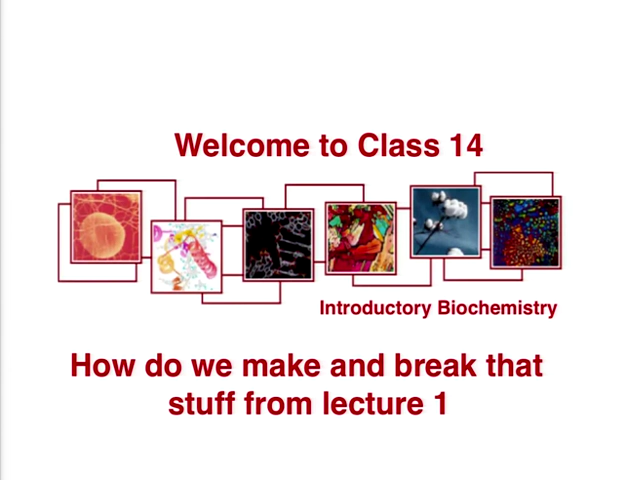 Welcome to Class 14
Introductory Biochemistry
How do we make and break that
stuff from lecture 1